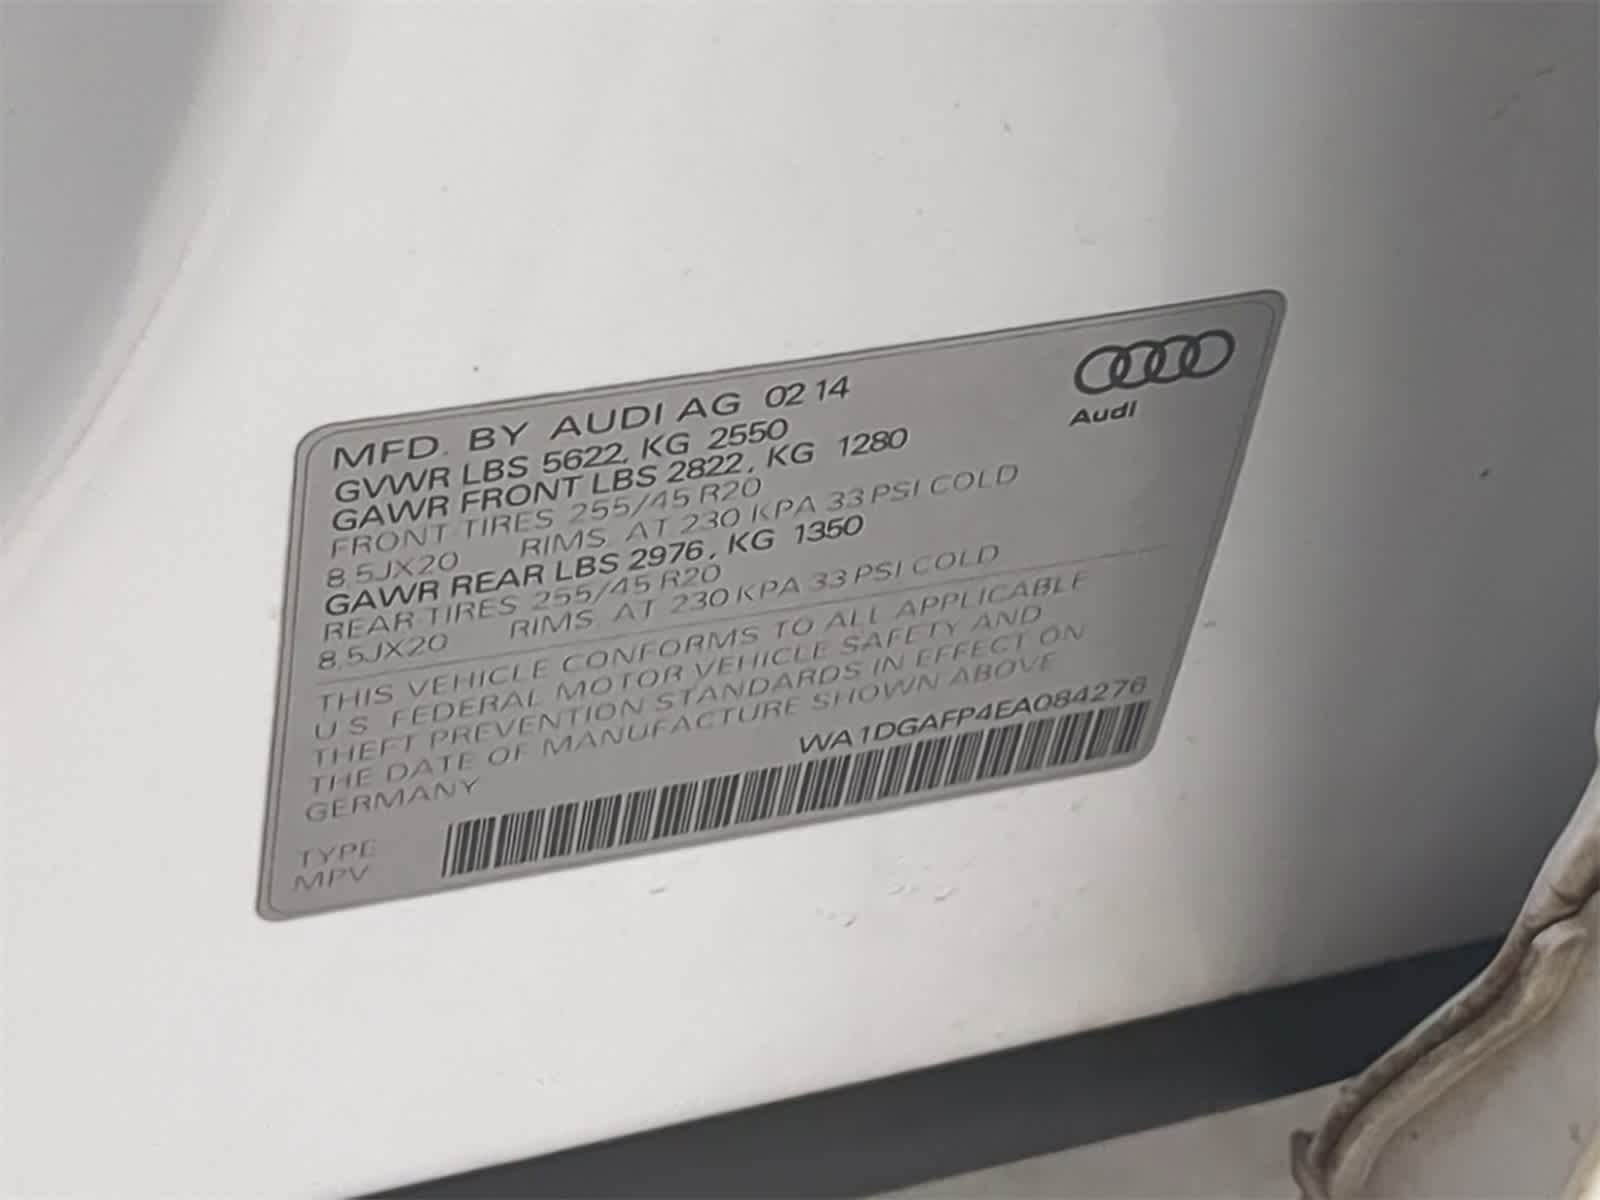 MFD. BY AUDI AG 02 14
GVWR LBS 5622, KG 2550
GAWR FRONT LBS 2822, KG 1280
FRONT TIRES 255/45 R20
8.5JX20 RIMS AT 230 KPA 33 PSI COLD
GAWR REAR LBS 2976, KG 1350
REAR TIRES 255/45 R20
8.5JX20 RIMS AT 230 KPA 33 PSI COLD
THIS VEHICLE CONFORMS TO ALL APPLICABLE
U.S. FEDERAL MOTOR VEHICLE SAFETY AND
THEFT PREVENTION STANDARDS IN EFFECT ON
THE DATE OF MANUFACTURE SHOWN ABOVE
GERMANY
WA1DGAFP4EA084276
TYPE
MPV
Audi